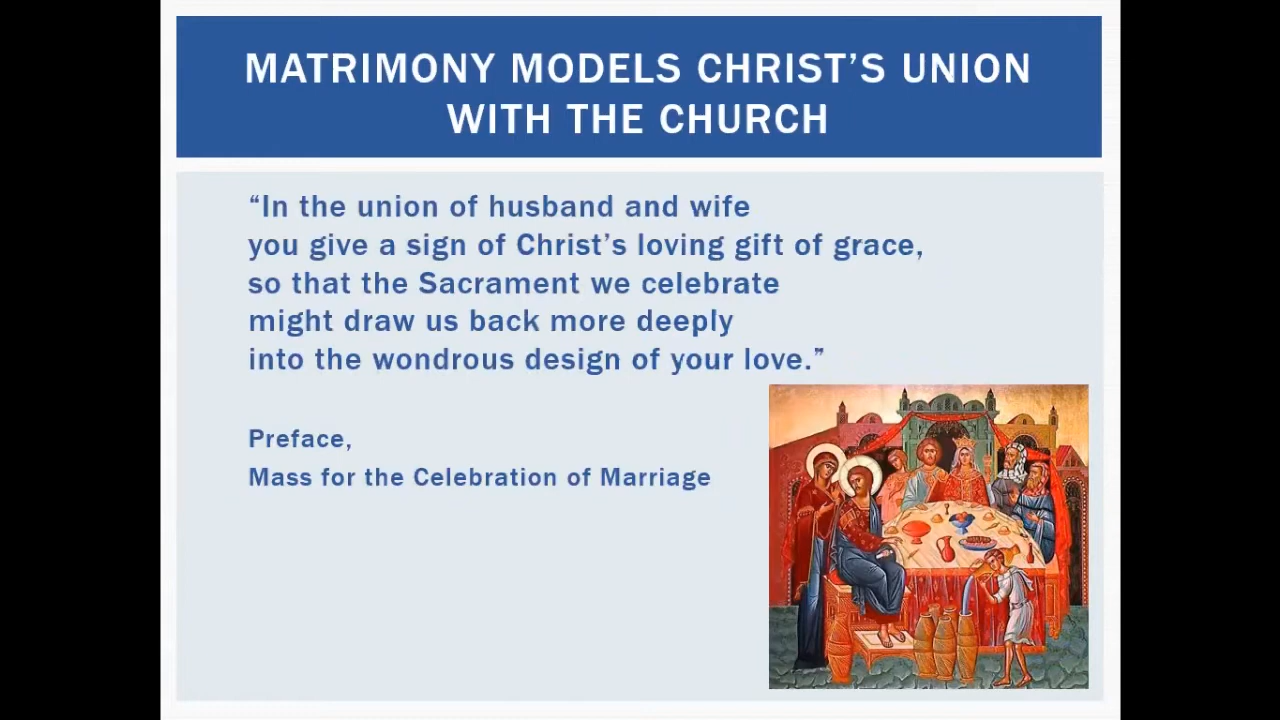 MATRIMONY MODELS CHRIST’S UNION
WITH THE CHURCH
“In the union of husband and wife
you give a sign of Christ’s loving gift of grace,
so that the Sacrament we celebrate
might draw us back more deeply
into the wondrous design of your love.”
Preface,
Mass for the Celebration of Marriage